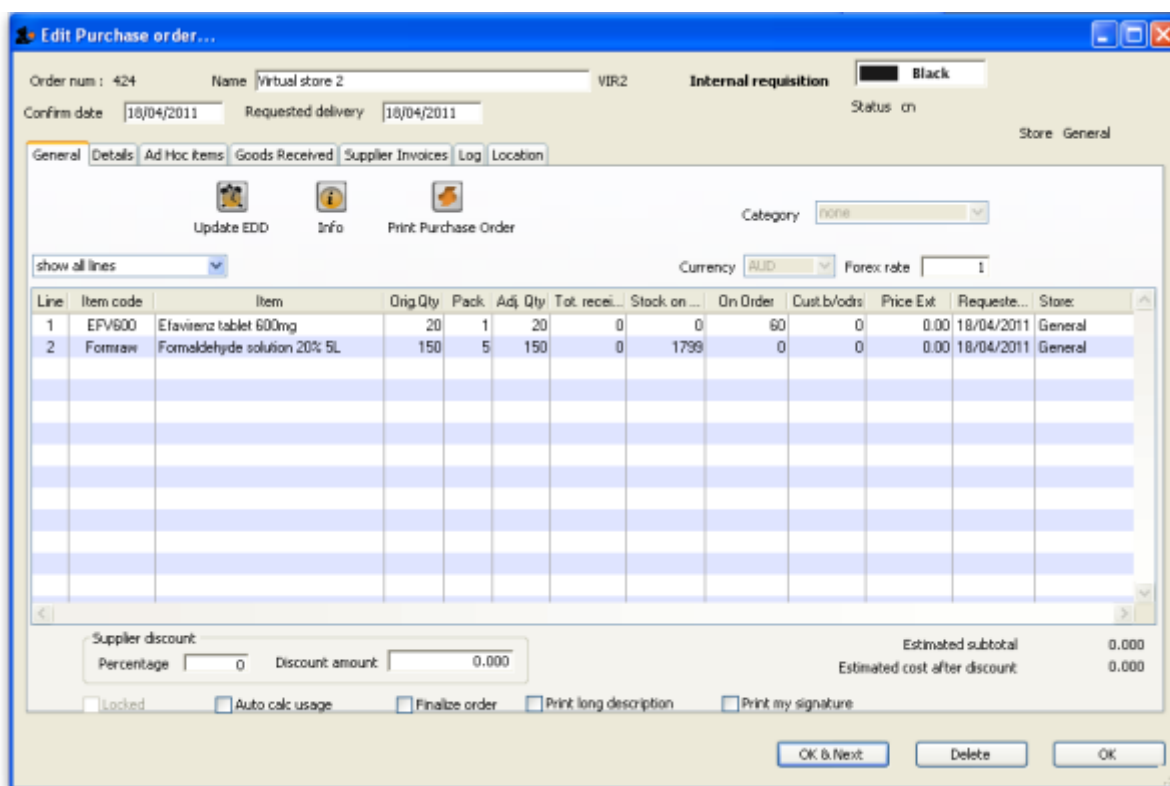 Edit Purchase order...
Order num : 424 Name Virtual store 2 VIR2 Internal requisition Black
Confirm date 18/04/2011 Requested delivery 18/04/2011 Status cn
Store General
General Details Ad Hoc items Goods Received Supplier Invoices Log Location
Update EDD Info Print Purchase Order Category none
show all lines Currency AUD Forex rate 1
Line Item code Item Orig.Qty Pack Adj. Qty Tot. recei... Stock on ... On Order Cust.b/odrs Price Ext Requeste... Store:
1 EFV600 Efavirenz tablet 600mg 20 1 20 0 0 60 0 0.00 18/04/2011 General
2 Formraw Formaldehyde solution 20% 5L 150 5 150 0 1799 0 0 0.00 18/04/2011 General
Supplier discount Estimated subtotal 0.000
Percentage 0 Discount amount 0.000 Estimated cost after discount 0.000
Locked Auto calc usage Finalize order Print long description Print my signature
OK & Next Delete OK